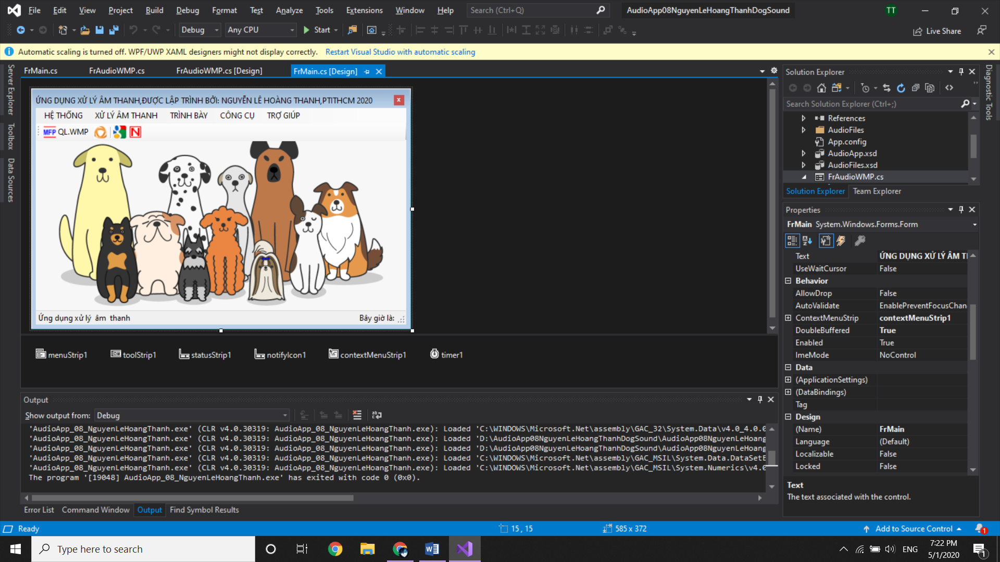 File Edit View Project Build Debug Format Test Analyze Tools Extensions Window Help Search (Ctrl+Q) AudioApp08NguyenLeHoangThanhDogSound TT
Debug Any CPU Start Live Share
Automatic scaling is turned off. WPF/UWP XAML designers might not display correctly. Restart Visual Studio with automatic scaling
Server Explorer
Toolbox
Data Sources
FrMain.cs FrAudioWMP.cs FrAudioWMP.cs [Design] FrMain.cs [Design]
ỨNG DỤNG XỬ LÝ ÂM THANH,ĐƯỢC LẬP TRÌNH BỞI: NGUYỄN LÊ HOÀNG THANH,PTITHCM 2020
HỆ THỐNG XỬ LÝ ÂM THANH TRÌNH BÀY CÔNG CỤ TRỢ GIÚP
MFP QL.WMP N
Ứng dụng xử lý âm thanh Bây giờ là:
menuStrip1 toolStrip1 statusStrip1 notifyIcon1 contextMenuStrip1 timer1
Output
Show output from: Debug
'AudioApp_08_NguyenLeHoangThanh.exe' (CLR v4.0.30319: AudioApp_08_NguyenLeHoangThanh.exe): Loaded 'C:\WINDOWS\Microsoft.Net\assembly\GAC_32\System.Data\v4.0_4.0.0
'AudioApp_08_NguyenLeHoangThanh.exe' (CLR v4.0.30319: AudioApp_08_NguyenLeHoangThanh.exe): Loaded 'D:\AudioApp08NguyenLeHoangThanhDogSound\AudioApp08NguyenLeHoang
'AudioApp_08_NguyenLeHoangThanh.exe' (CLR v4.0.30319: AudioApp_08_NguyenLeHoangThanh.exe): Loaded 'D:\AudioApp08NguyenLeHoangThanhDogSound\AudioApp08NguyenLeHoang
'AudioApp_08_NguyenLeHoangThanh.exe' (CLR v4.0.30319: AudioApp_08_NguyenLeHoangThanh.exe): Loaded 'C:\WINDOWS\Microsoft.Net\assembly\GAC_MSIL\System.Data.DataSetE
'AudioApp_08_NguyenLeHoangThanh.exe' (CLR v4.0.30319: AudioApp_08_NguyenLeHoangThanh.exe): Loaded 'C:\WINDOWS\Microsoft.Net\assembly\GAC_MSIL\System.Numerics\v4.0
The program '[19048] AudioApp_08_NguyenLeHoangThanh.exe' has exited with code 0 (0x0).
Error List Command Window Output Find Symbol Results
Solution Explorer
Search Solution Explorer (Ctrl+;)
References
AudioFiles
App.config
AudioApp.xsd
AudioFiles.xsd
FrAudioWMP.cs
Solution Explorer Team Explorer
Properties
FrMain System.Windows.Forms.Form
Text ỨNG DỤNG XỬ LÝ ÂM TH
UseWaitCursor False
Behavior
AllowDrop False
AutoValidate EnablePreventFocusChan
ContextMenuStrip contextMenuStrip1
DoubleBuffered True
Enabled True
ImeMode NoControl
Data
(ApplicationSettings)
(DataBindings)
Tag
Design
(Name) FrMain
Language (Default)
Localizable False
Locked False
Text
The text associated with the control.
Diagnostic Tools
Ready 15 , 15 585 x 372 Add to Source Control 1
Type here to search ENG 7:22 PM
5/1/2020 1